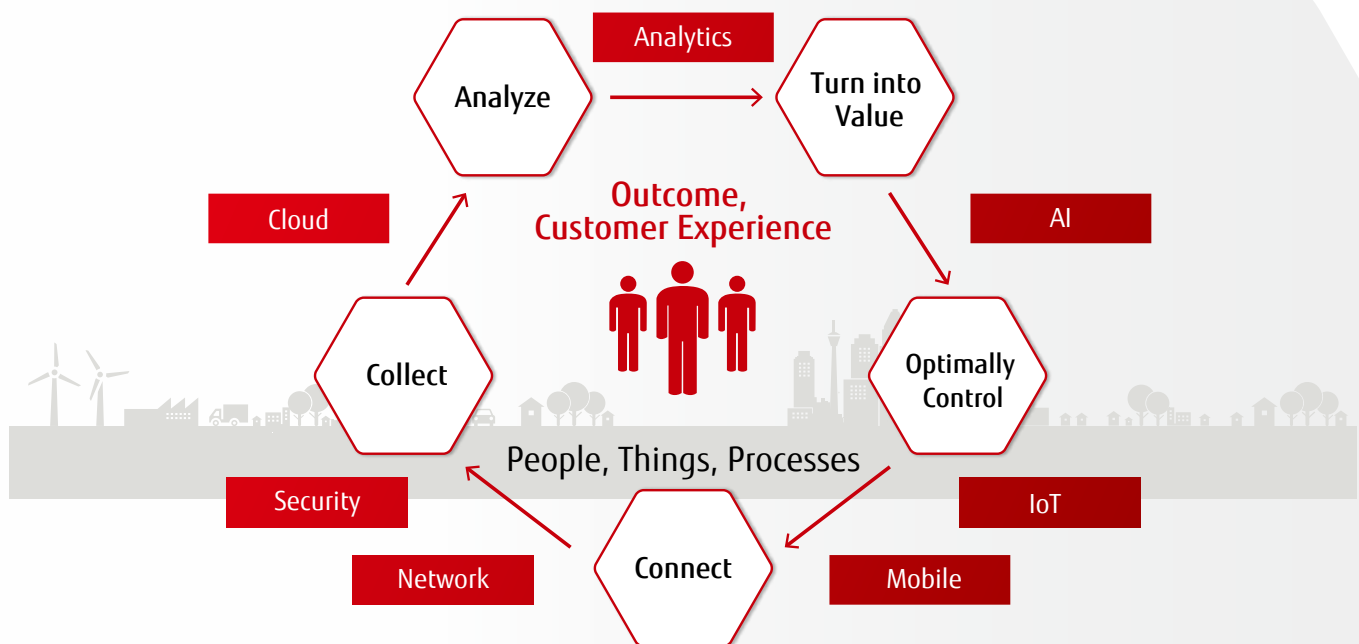 Analytics
Analyze
Turn into
Value
Outcome,
Customer Experience
Cloud
AI
Collect
Optimally
Control
People, Things, Processes
Security
IoT
Network
Connect
Mobile